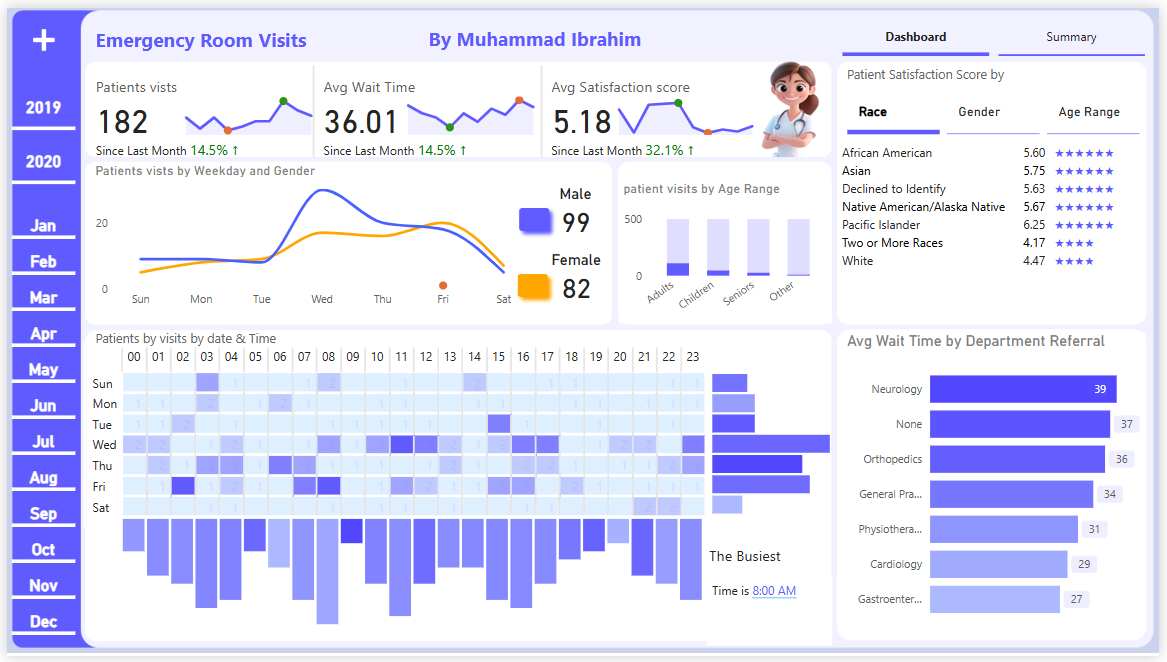 Emergency Room Visits
By Muhammad Ibrahim
Dashboard
Summary
2019
2020
Jan
Feb
Mar
Apr
May
Jun
Jul
Aug
Sep
Oct
Nov
Dec
Patients vists
182
Since Last Month 14.5% ↑
Avg Wait Time
36.01
Since Last Month 14.5% ↑
Avg Satisfaction score
5.18
Since Last Month 32.1% ↑
Patient Satisfaction Score by
Race Gender Age Range
African American 5.60 ★★★★★★
Asian 5.75 ★★★★★★
Declined to Identify 5.63 ★★★★★★
Native American/Alaska Native 5.67 ★★★★★★
Pacific Islander 6.25 ★★★★★★
Two or More Races 4.17 ★★★★
White 4.47 ★★★★
Patients vists by Weekday and Gender
20
0
Sun Mon Tue Wed Thu Fri Sat
Male
99
Female
82
patient visits by Age Range
500
0
Adults Children Seniors Other
Patients by visits by date & Time
00 01 02 03 04 05 06 07 08 09 10 11 12 13 14 15 16 17 18 19 20 21 22 23
Sun
Mon
Tue
Wed
Thu
Fri
Sat
The Busiest
Time is 8:00 AM
Avg Wait Time by Department Referral
Neurology 39
None 37
Orthopedics 36
General Pra... 34
Physiothera... 31
Cardiology 29
Gastroenter... 27